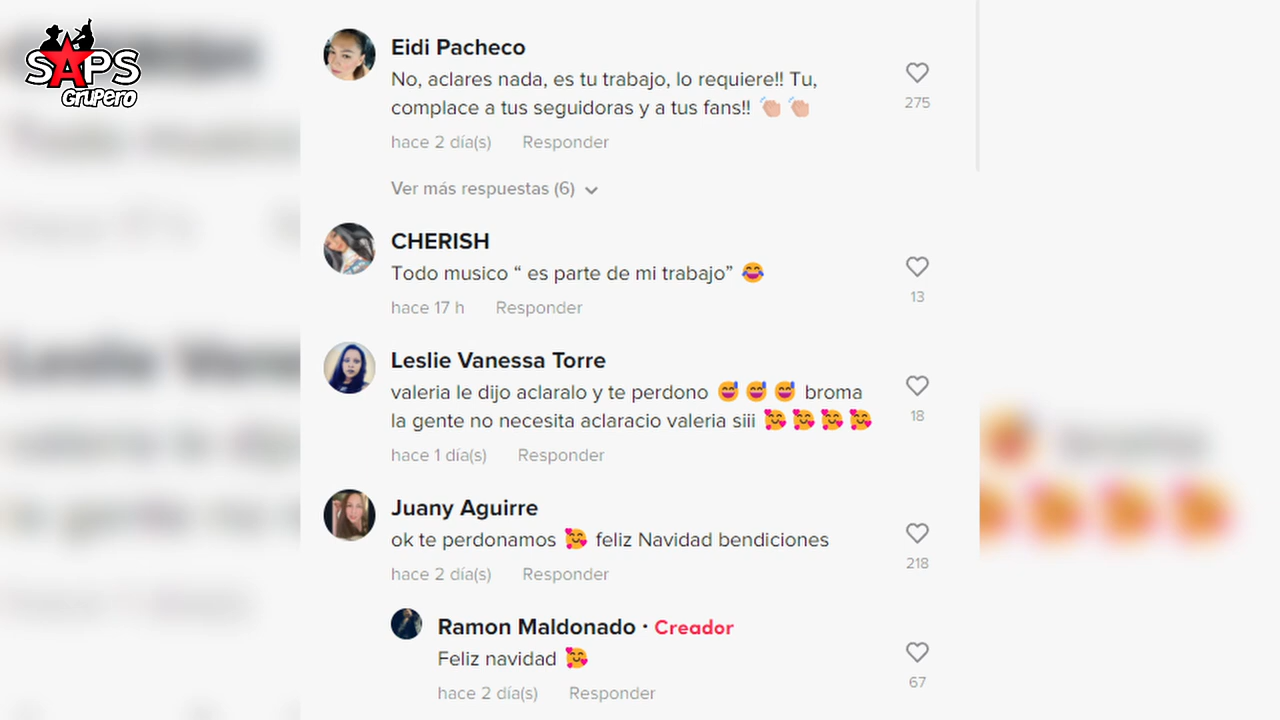 SAPS
GruPero
Eidi Pacheco
No, aclares nada, es tu trabajo, lo requiere!! Tu,
complace a tus seguidoras y a tus fans!! 👏🏼 👏🏼
275
hace 2 día(s) Responder
Ver más respuestas (6)
CHERISH
Todo musico “ es parte de mi trabajo” 😂
13
hace 17 h Responder
Leslie Vanessa Torre
valeria le dijo aclaralo y te perdono 😅 😅 😅 broma
la gente no necesita aclaracio valeria siii 🥰 🥰 🥰 🥰
18
hace 1 día(s) Responder
Juany Aguirre
ok te perdonamos 🥰 feliz Navidad bendiciones
218
hace 2 día(s) Responder
Ramon Maldonado · Creador
Feliz navidad 🥰
67
hace 2 día(s) Responder